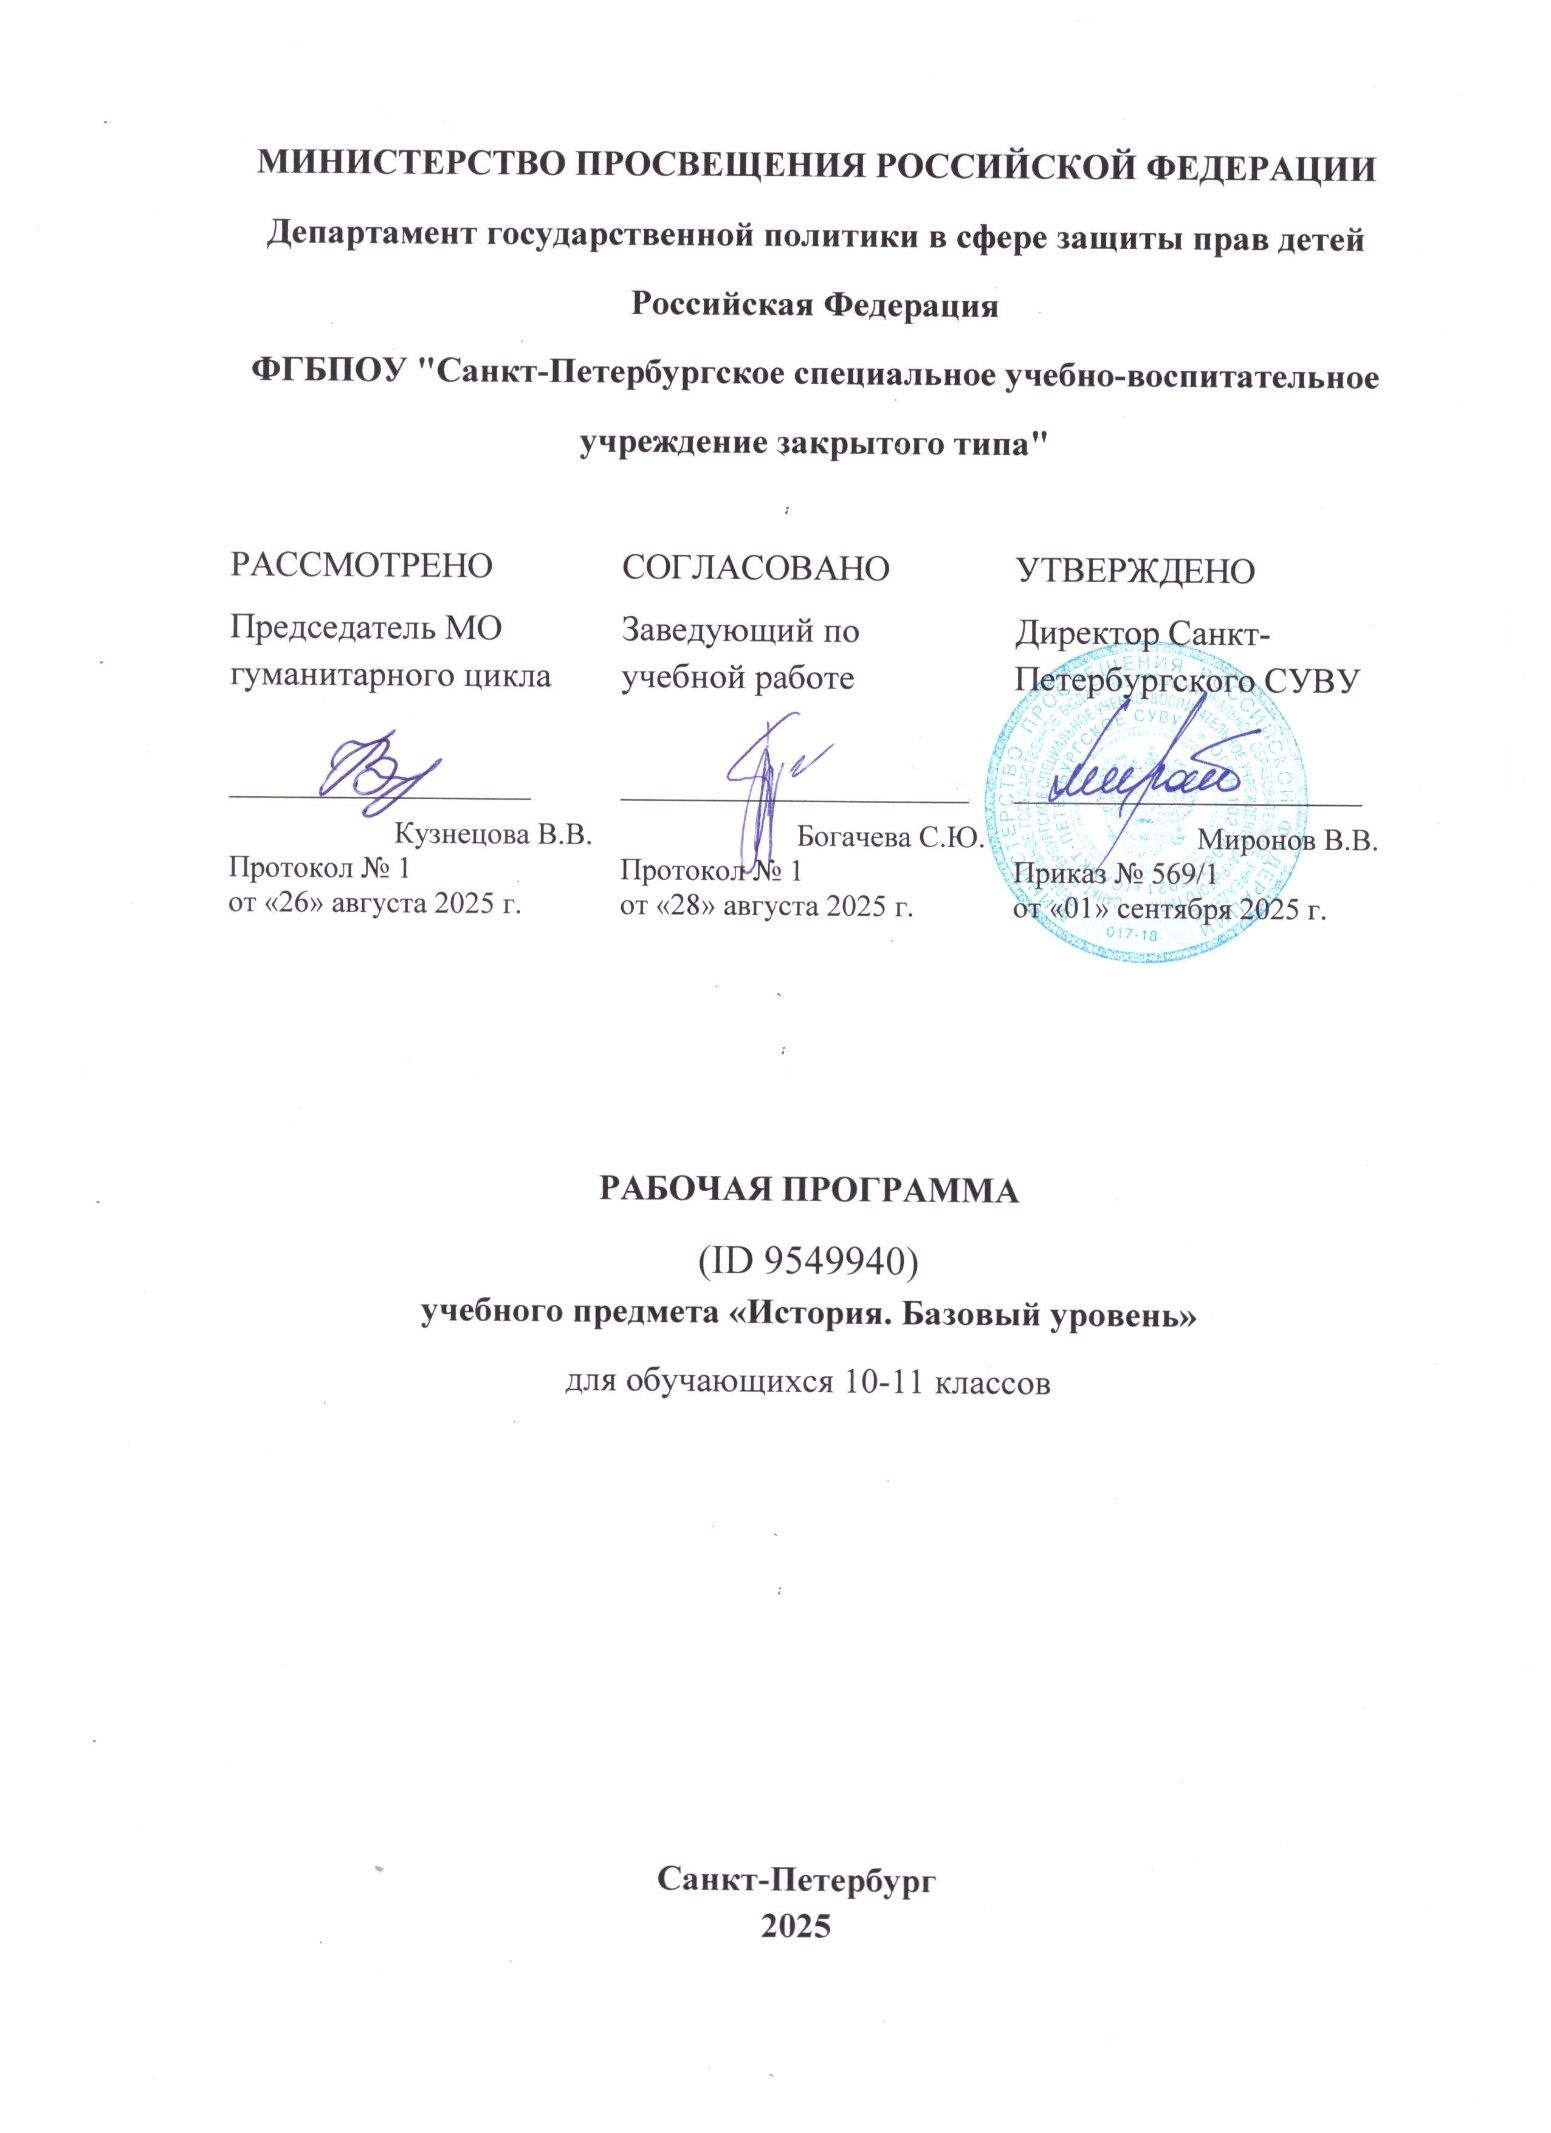 МИНИСТЕРСТВО ПРОСВЕЩЕНИЯ РОССИЙСКОЙ ФЕДЕРАЦИИ
Департамент государственной политики в сфере защиты прав детей
Российская Федерация
ФГБПОУ "Санкт-Петербургское специальное учебно-воспитательное
учреждение закрытого типа"
РАССМОТРЕНО
Председатель МО
гуманитарного цикла
Кузнецова В.В.
Протокол № 1
от «26» августа 2025 г.
СОГЛАСОВАНО
Заведующий по
учебной работе
Богачева С.Ю.
Протокол № 1
от «28» августа 2025 г.
УТВЕРЖДЕНО
Директор Санкт-
Петербургского СУВУ
Миронов В.В.
Приказ № 569/1
от «01» сентября 2025 г.
017-18
РАБОЧАЯ ПРОГРАММА
(ID 9549940)
учебного предмета «История. Базовый уровень»
для обучающихся 10-11 классов
Санкт-Петербург
2025